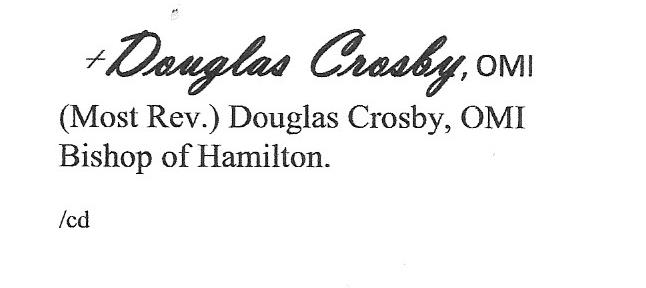 +Douglas Crosby, OMI
(Most Rev.) Douglas Crosby, OMI
Bishop of Hamilton.
/cd